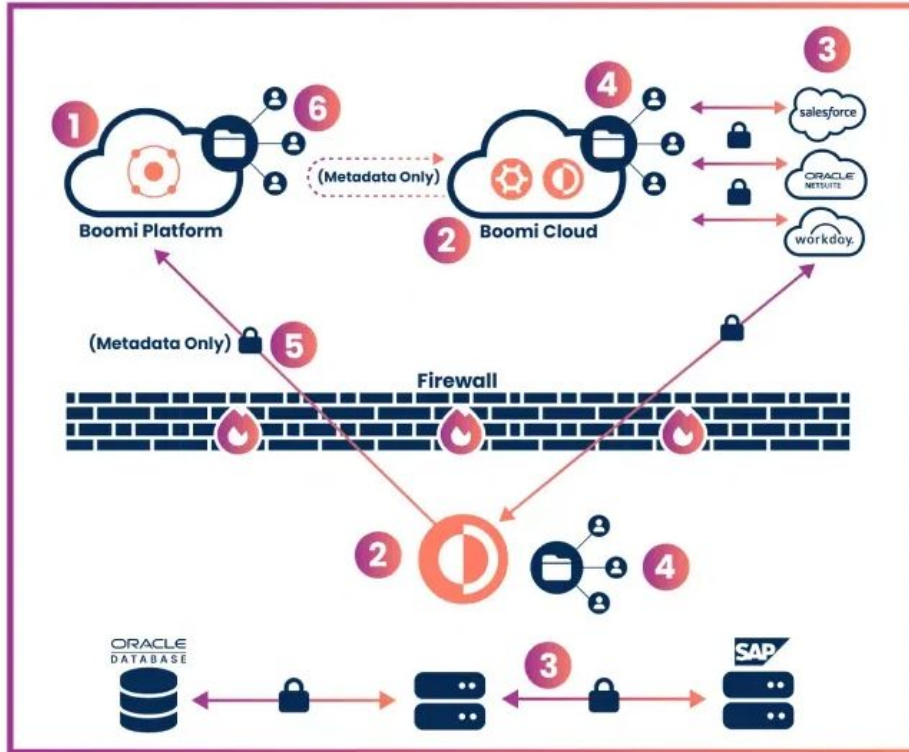 1
6
4
3
salesforce
(Metadata Only)
ORACLE
NETSUITE
Boomi Platform
2
Boomi Cloud
workday.
(Metadata Only)
5
Firewall
2
4
ORACLE
DATABASE
3
SAP